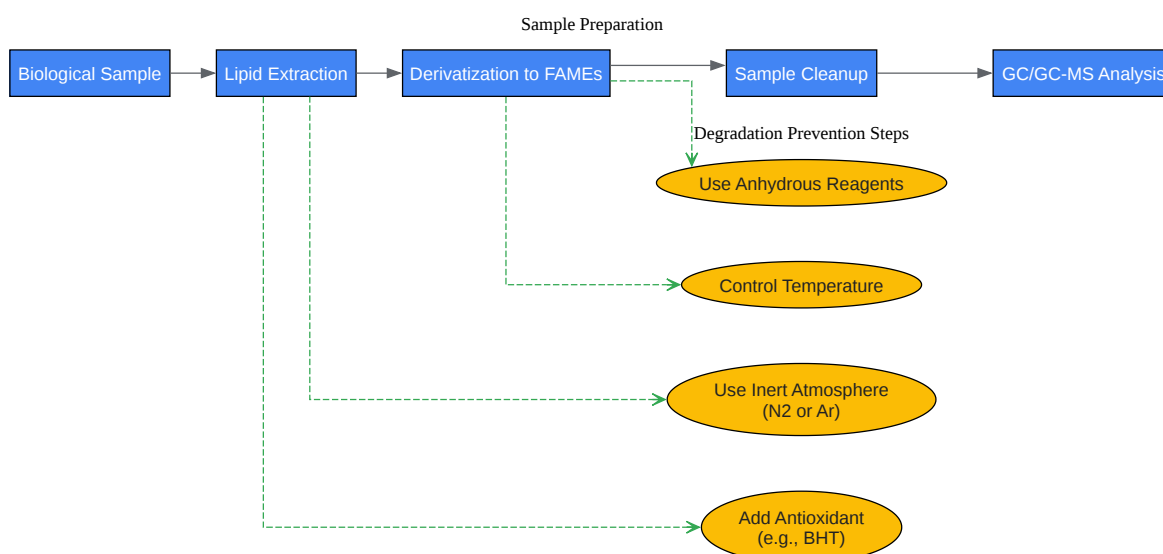 Sample Preparation
Biological Sample
Lipid Extraction
Derivatization to FAMEs
Sample Cleanup
GC/GC-MS Analysis
Degradation Prevention Steps
Use Anhydrous Reagents
Control Temperature
Use Inert Atmosphere
(N2 or Ar)
Add Antioxidant
(e.g., BHT)